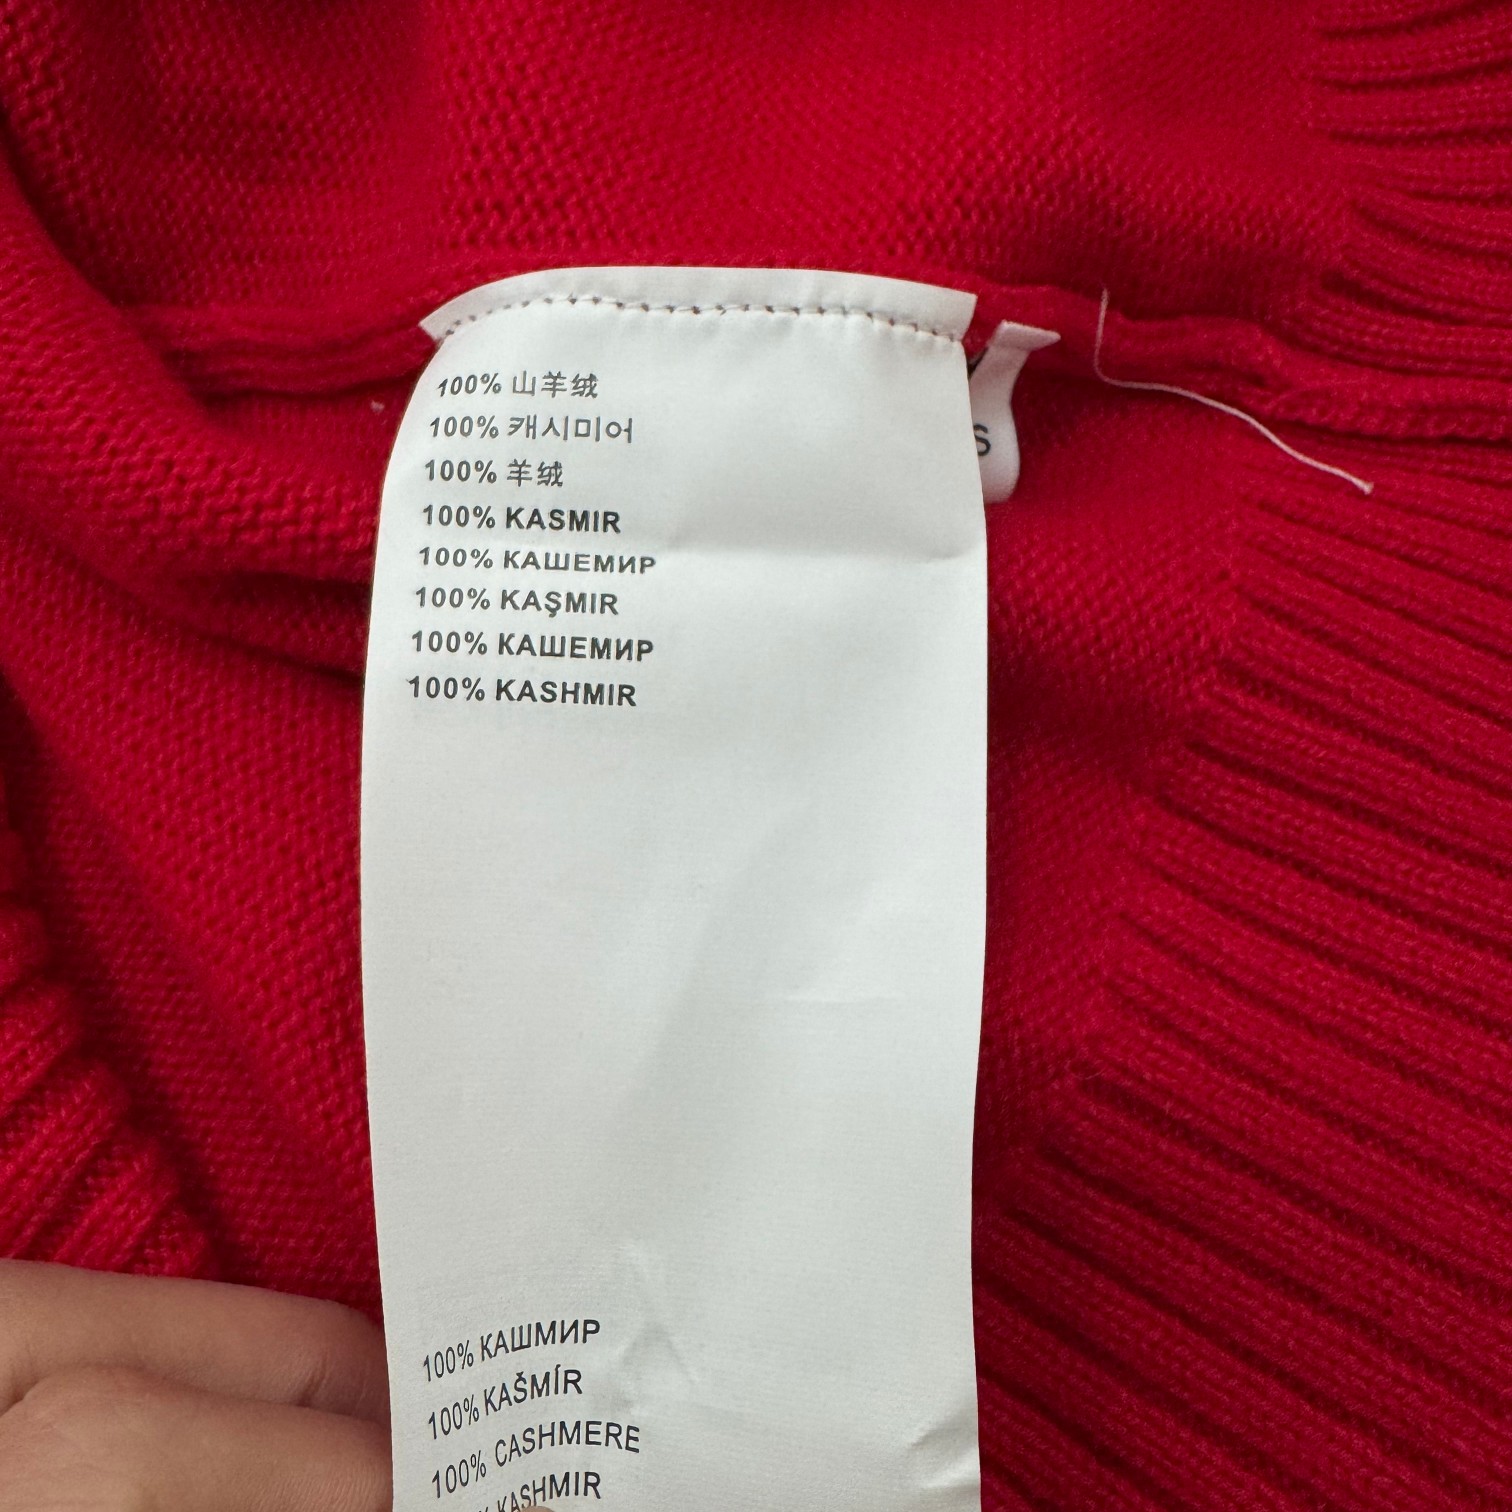 100% 山羊绒
100% 캐시미어
100% 羊绒
100% KASMIR
100% КАШЕМИР
100% KAŞMIR
100% КАШЕМИР
100% KASHMIR
S
100% КАШМИР
100% KAŠMÍR
100% CASHMERE
% KASHMIR